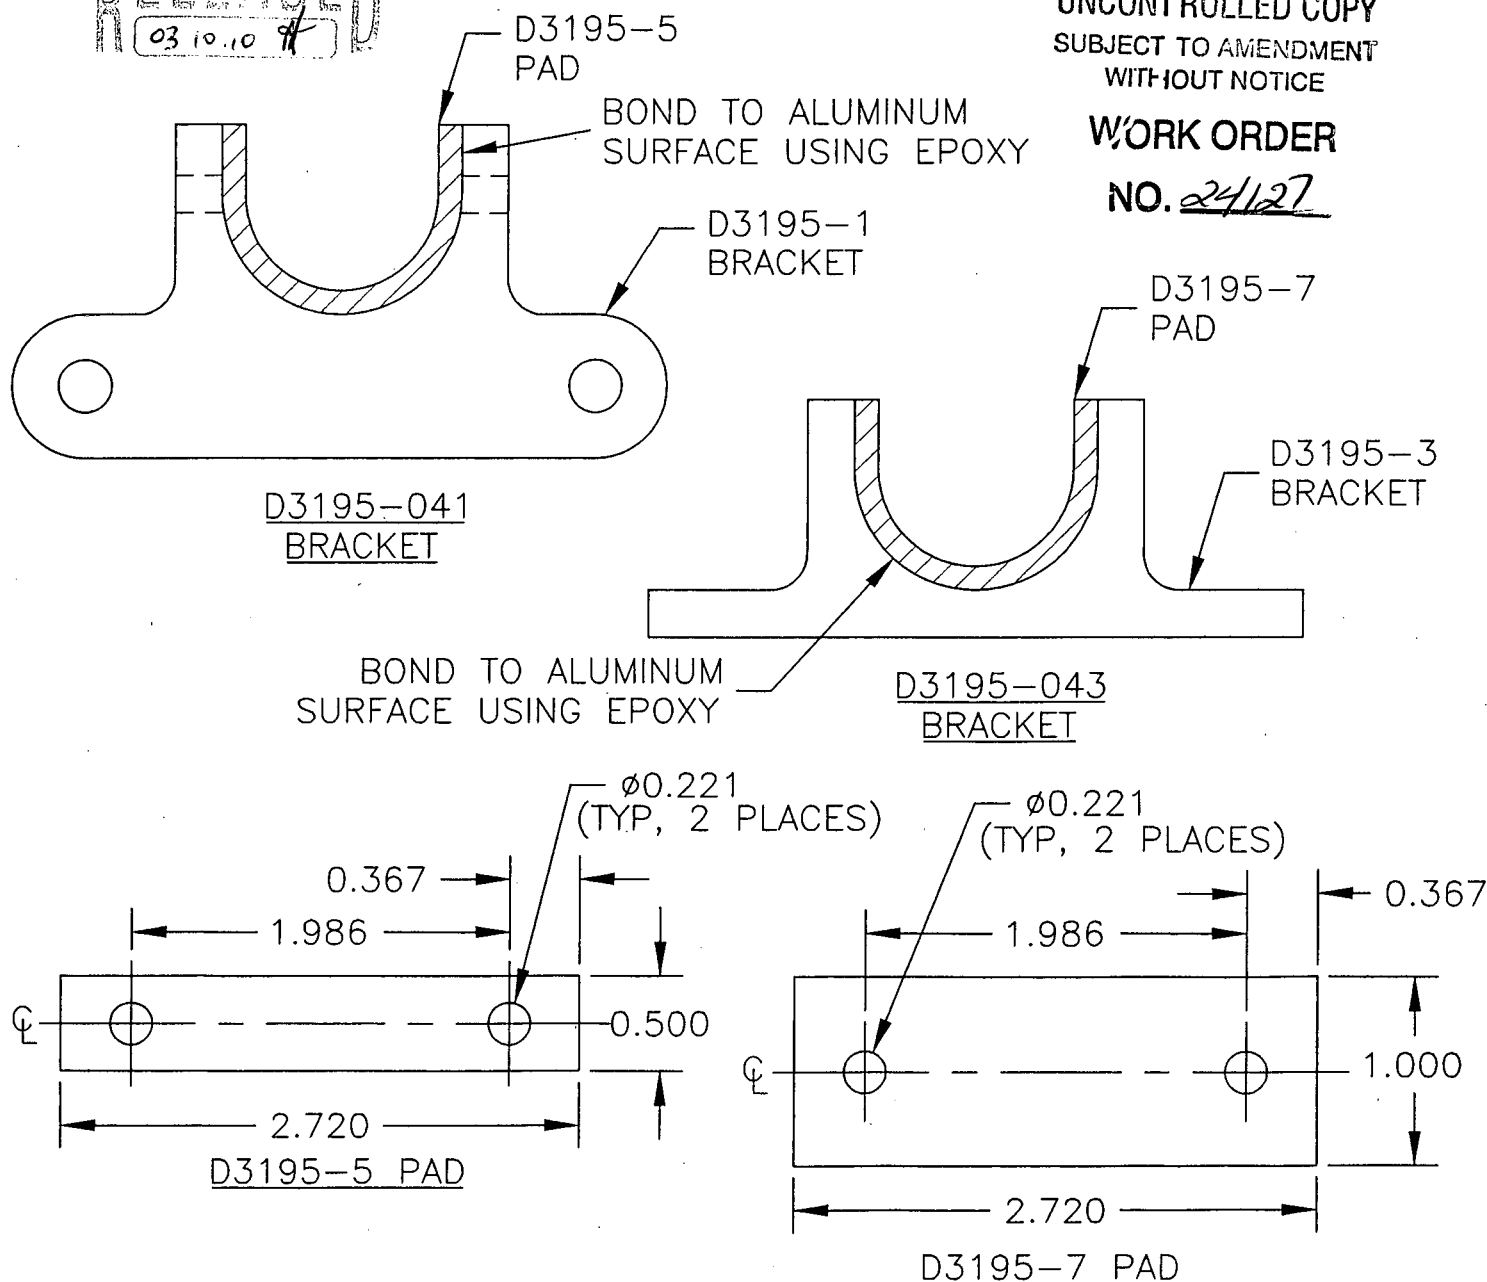 03 10.10
UNCONTROLLED COPY
SUBJECT TO AMENDMENT
WITHOUT NOTICE
WORK ORDER
NO. 24127
D3195-5
PAD
BOND TO ALUMINUM
SURFACE USING EPOXY
D3195-1
BRACKET
D3195-041
BRACKET
D3195-7
PAD
D3195-3
BRACKET
BOND TO ALUMINUM
SURFACE USING EPOXY
D3195-043
BRACKET
ø0.221
(TYP, 2 PLACES)
0.367
1.986
℄
0.500
2.720
D3195-5 PAD
ø0.221
(TYP, 2 PLACES)
0.367
1.986
℄
1.000
2.720
D3195-7 PAD